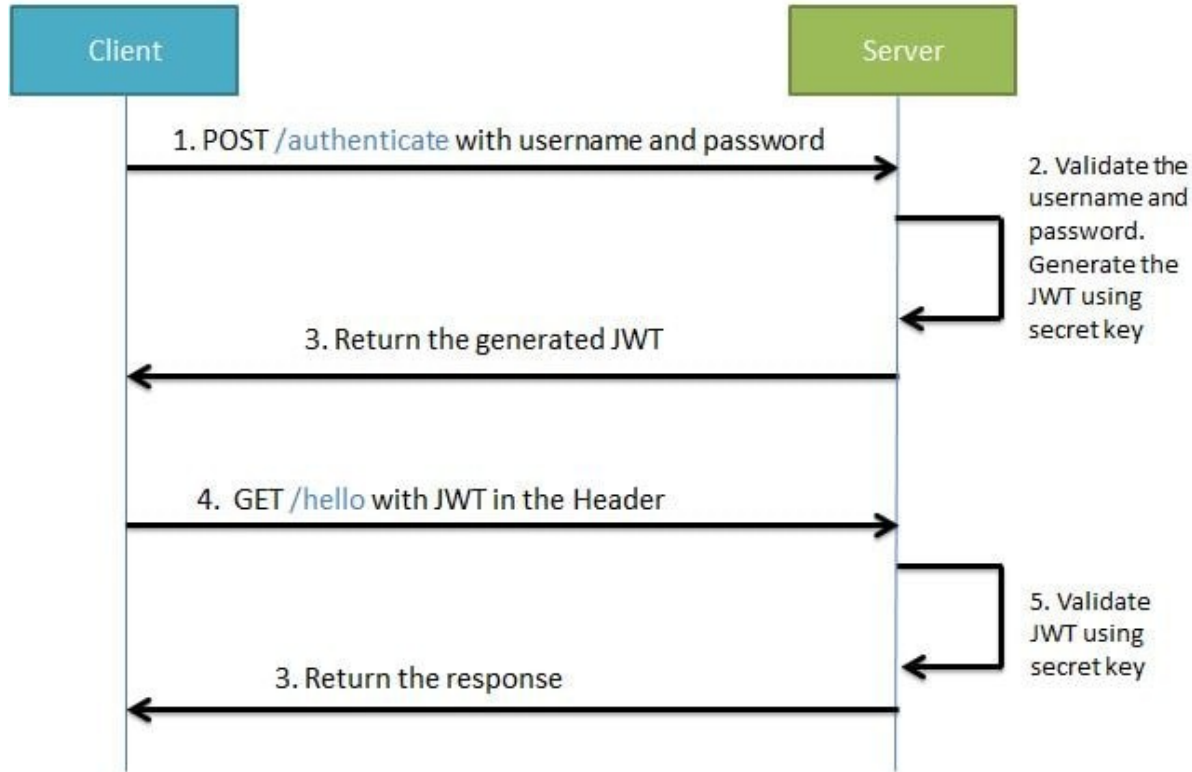 Client
Server
1. POST /authenticate with username and password
2. Validate the
username and
password.
Generate the
JWT using
secret key
3. Return the generated JWT
4. GET /hello with JWT in the Header
5. Validate
JWT using
secret key
3. Return the response